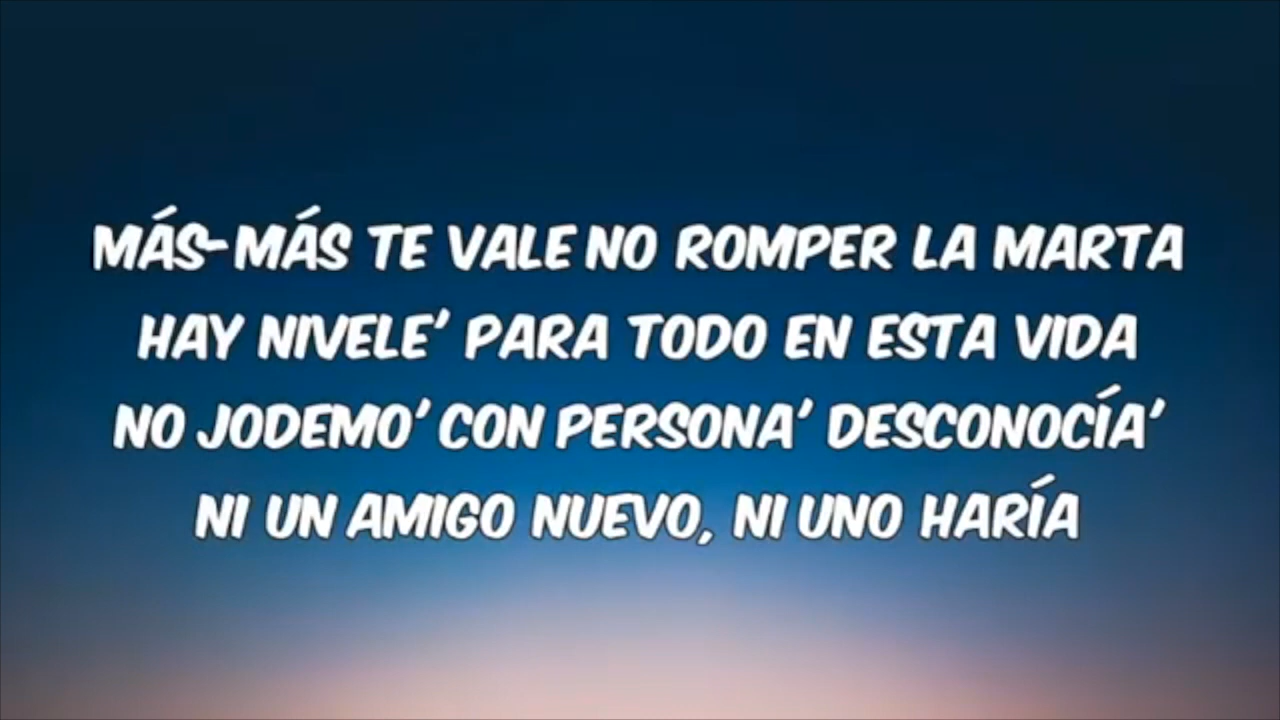 MÁS-MÁS TE VALE NO ROMPER LA MARTA
HAY NIVELE' PARA TODO EN ESTA VIDA
NO JODEMO' CON PERSONA' DESCONOCÍA'
NI UN AMIGO NUEVO, NI UNO HARÍA